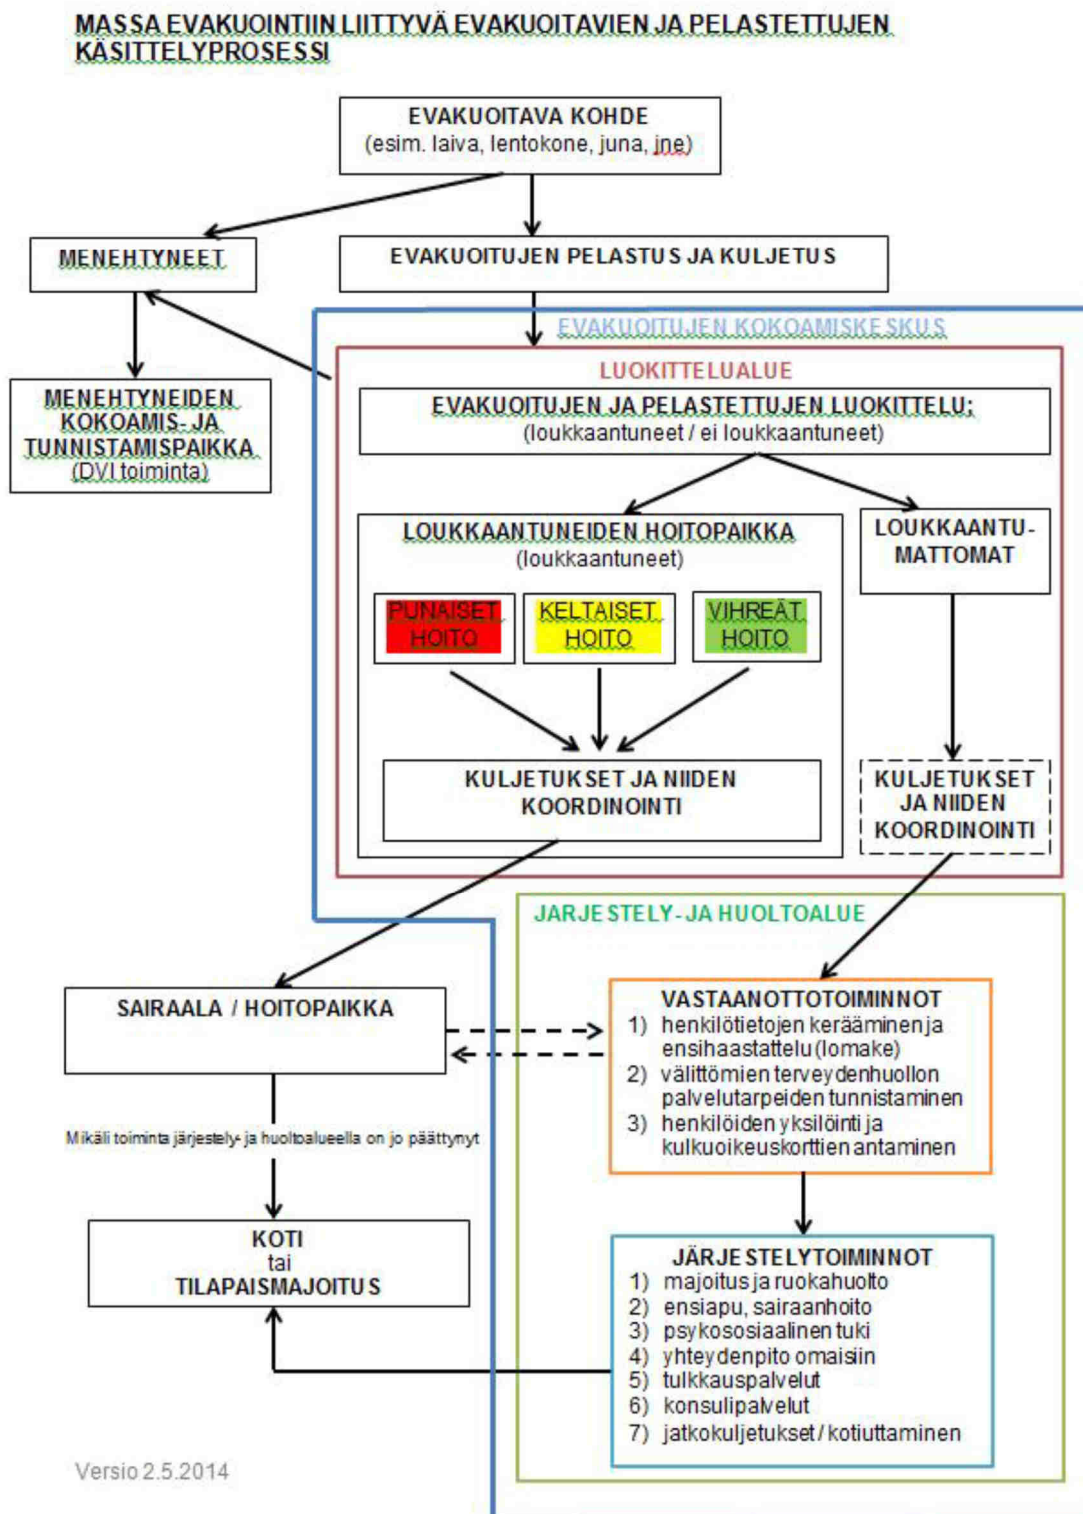 MASSA EVAKUOINTIIN LIITTYVÄ EVAKUOITAVIEN JA PELASTETTUJEN
KÄSITTELYPROSESSI
EVAKUOITAVA KOHDE
(esim. laiva, lentokone, juna, jne)
MENEHTYNEET
EVAKUOITUJEN PELASTUS JA KULJETUS
EVAKUOITUJEN KOKOAMISKESKUS
LUOKITTELUALUE
MENEHTYNEIDEN
KOKOAMIS- JA
TUNNISTAMISPAIKKA
(DVI toiminta)
EVAKUOITUJEN JA PELASTETTUJEN LUOKITTELU;
(loukkaantuneet / ei loukkaantuneet)
LOUKKAANTUNEIDEN HOITOPAIKKA
(loukkaantuneet)
LOUKKAANTU-
MATTOMAT
PUNAISET
HOITO
KELTAISET
HOITO
VIHREÄT
HOITO
KULJETUKSET JA NIIDEN
KOORDINOINTI
KULJETUKSET
JA NIIDEN
KOORDINOINTI
JARJESTELY- JA HUOLTOALUE
SAIRAALA / HOITOPAIKKA
VASTAANOTTOTOIMINNOT
1) henkilötietojen kerääminen ja
ensihaastattelu (lomake)
2) välittömien terveydenhuollon
palvelutarpeiden tunnistaminen
3) henkilöiden yksilöinti ja
kulkuoikeuskorttien antaminen
Mikäli toiminta järjestely- ja huoltoalueella on jo päättynyt
KOTI
tai
TILAPAISMAJOITUS
JÄRJESTELYTOIMINNOT
1) majoitus ja ruokahuolto
2) ensiapu, sairaanhoito
3) psykososiaalinen tuki
4) yhteydenpito omaisiin
5) tulkkauspalvelut
6) konsulipalvelut
7) jatkokuljetukset / kotiuttaminen
Versio 2.5.2014